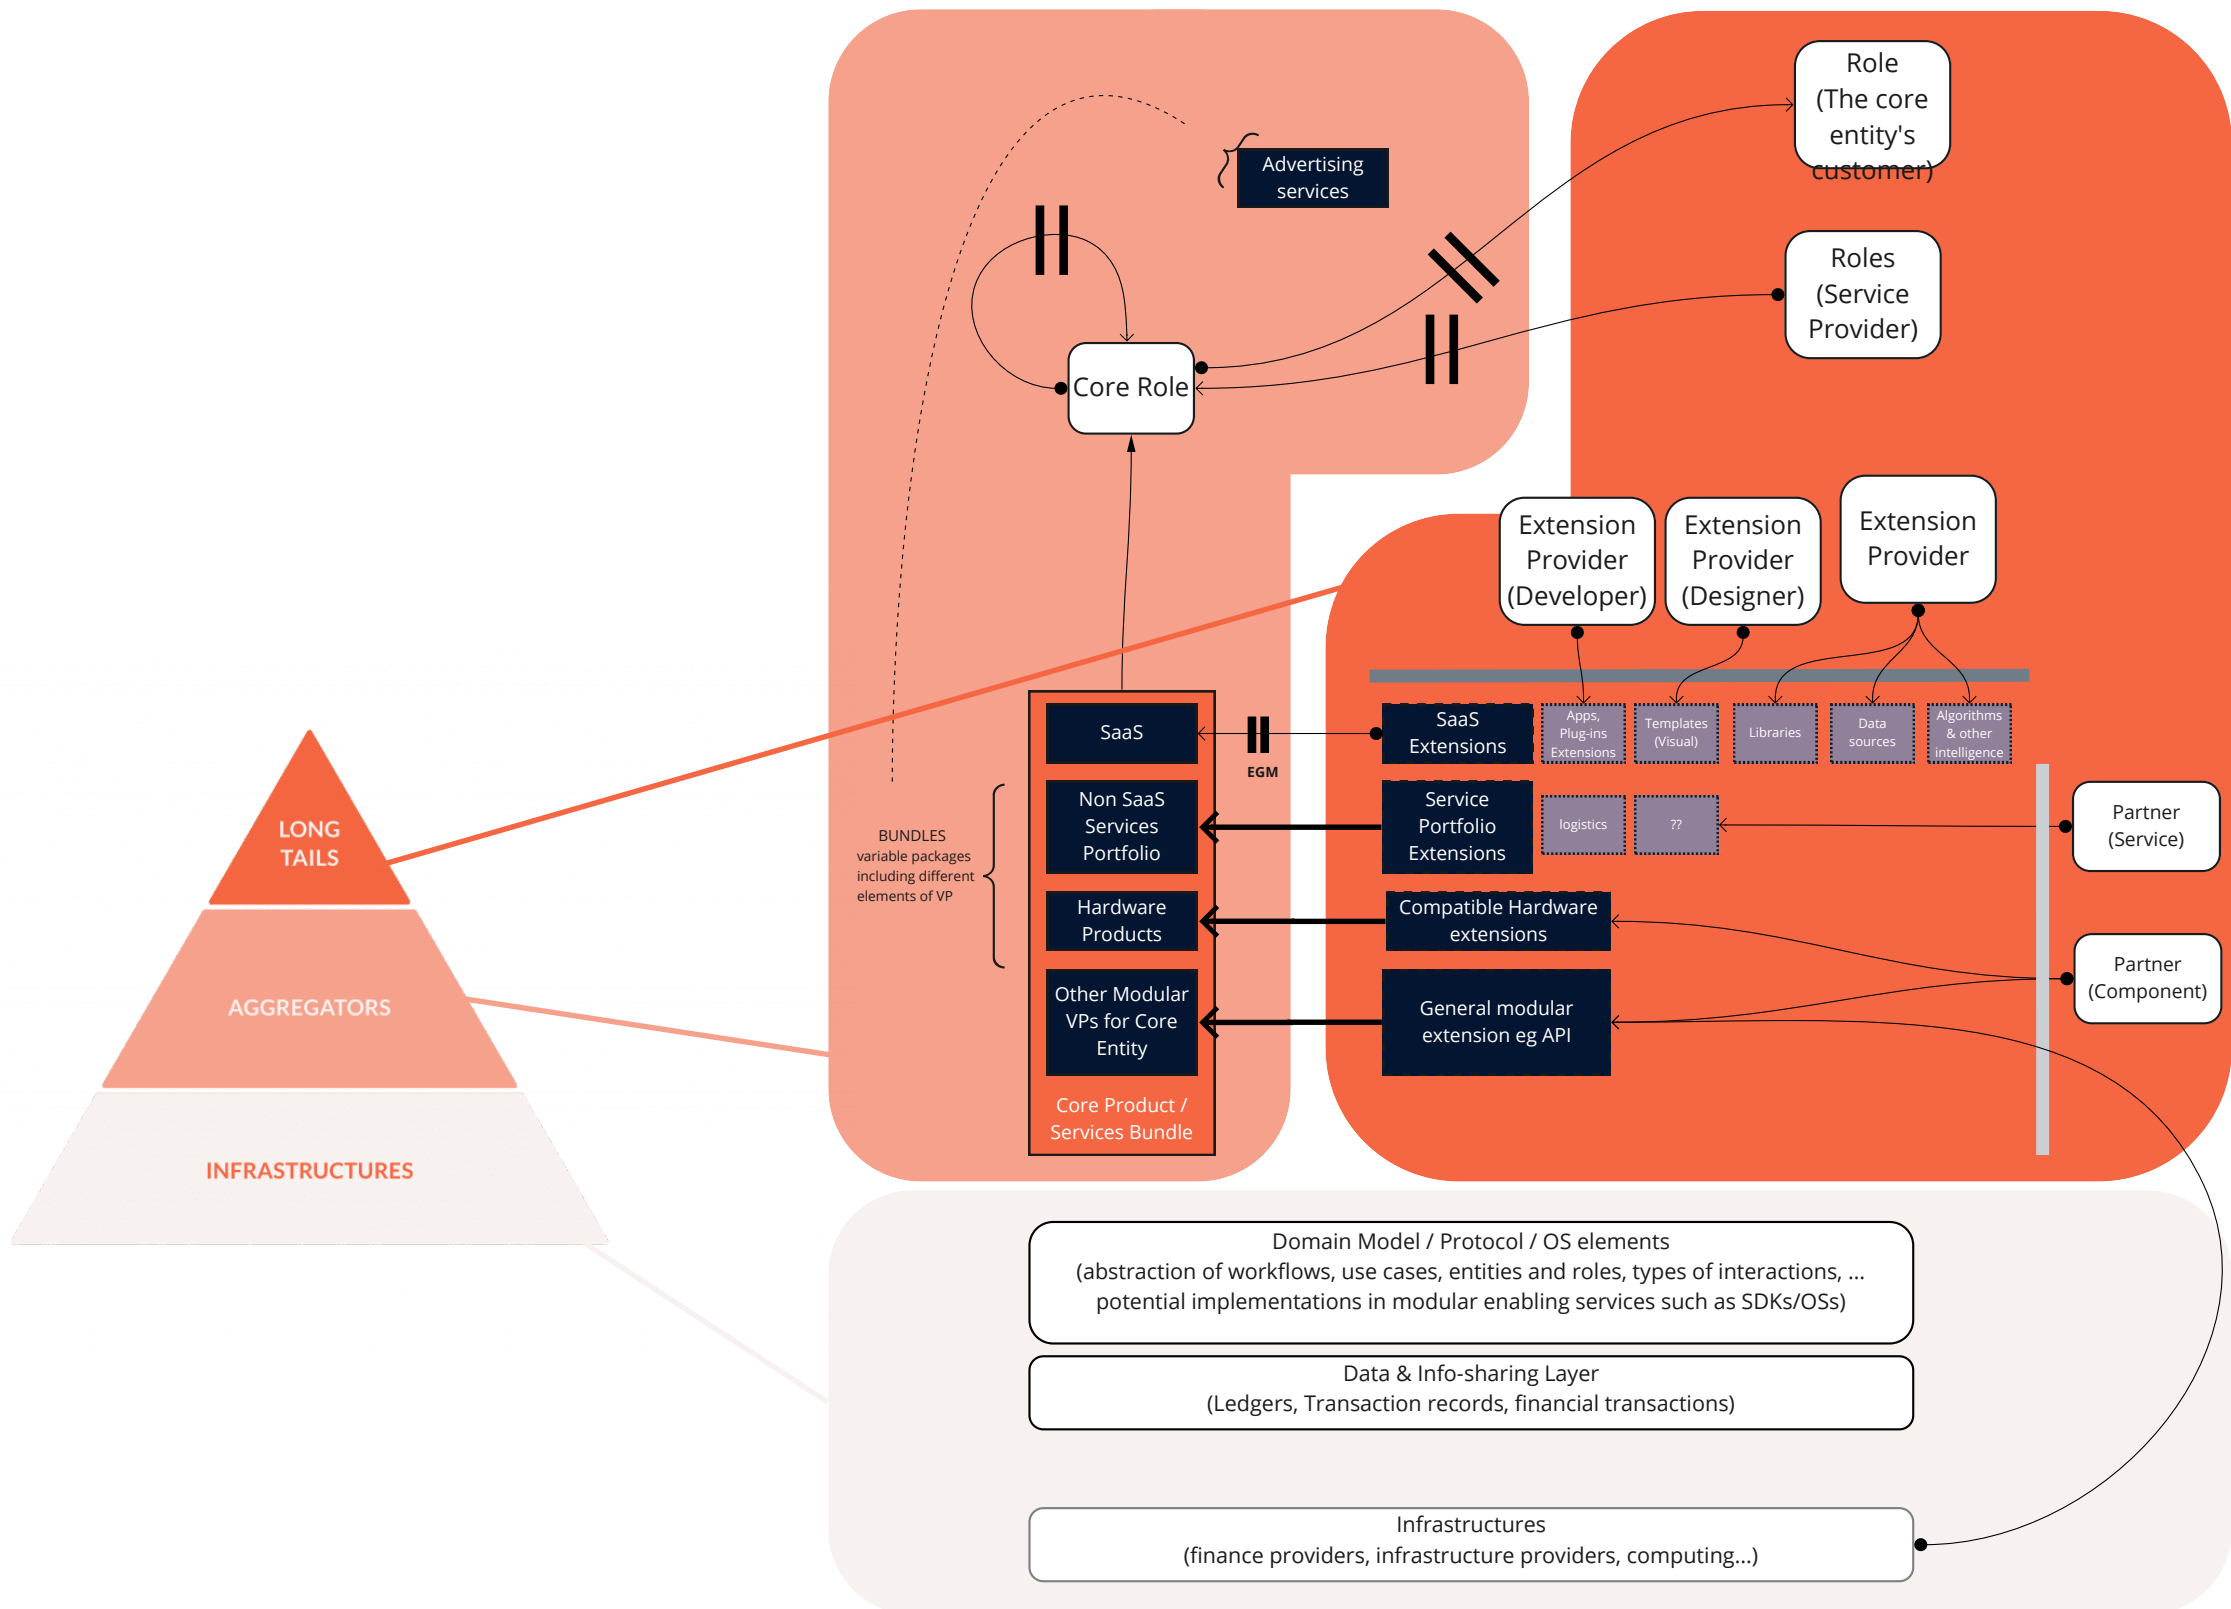 Role
(The core
entity's
customer)
Advertising
services
Roles
(Service
Provider)
Core Role
Extension
Provider
(Developer)
Extension
Provider
(Designer)
Extension
Provider
SaaS
EGM
SaaS
Extensions
Apps,
Plug-ins
Extensions
Templates
(Visual)
Libraries
Data
sources
Algorithms
& other
intelligence
BUNDLES
variable packages
including different
elements of VP
Non SaaS
Services
Portfolio
Service
Portfolio
Extensions
logistics
??
Partner
(Service)
Hardware
Products
Compatible Hardware
extensions
Partner
(Component)
Other Modular
VPs for Core
Entity
General modular
extension eg API
Core Product /
Services Bundle
LONG
TAILS
AGGREGATORS
INFRASTRUCTURES
Domain Model / Protocol / OS elements
(abstraction of workflows, use cases, entities and roles, types of interactions, ...
potential implementations in modular enabling services such as SDKs/OSs)
Data & Info-sharing Layer
(Ledgers, Transaction records, financial transactions)
Infrastructures
(finance providers, infrastructure providers, computing...)